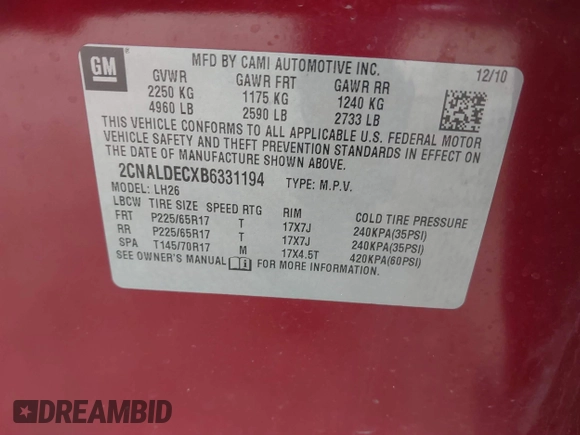 GM
MFD BY CAMI AUTOMOTIVE INC.
12/10
GVWR GAWR FRT GAWR RR
2250 KG 1175 KG 1240 KG
4960 LB 2590 LB 2733 LB
THIS VEHICLE CONFORMS TO ALL APPLICABLE U.S. FEDERAL MOTOR
VEHICLE SAFETY AND THEFT PREVENTION STANDARDS IN EFFECT ON
THE DATE OF MANUFACTURE SHOWN ABOVE.
2CNALDECXB6331194 TYPE: M.P.V.
MODEL: LH26
LBCW TIRE SIZE SPEED RTG RIM COLD TIRE PRESSURE
FRT P225/65R17 T 17X7J 240KPA(35PSI)
RR P225/65R17 T 17X7J 240KPA(35PSI)
SPA T145/70R17 M 17X4.5T 420KPA(60PSI)
SEE OWNER'S MANUAL i FOR MORE INFORMATION.
DREAMBID